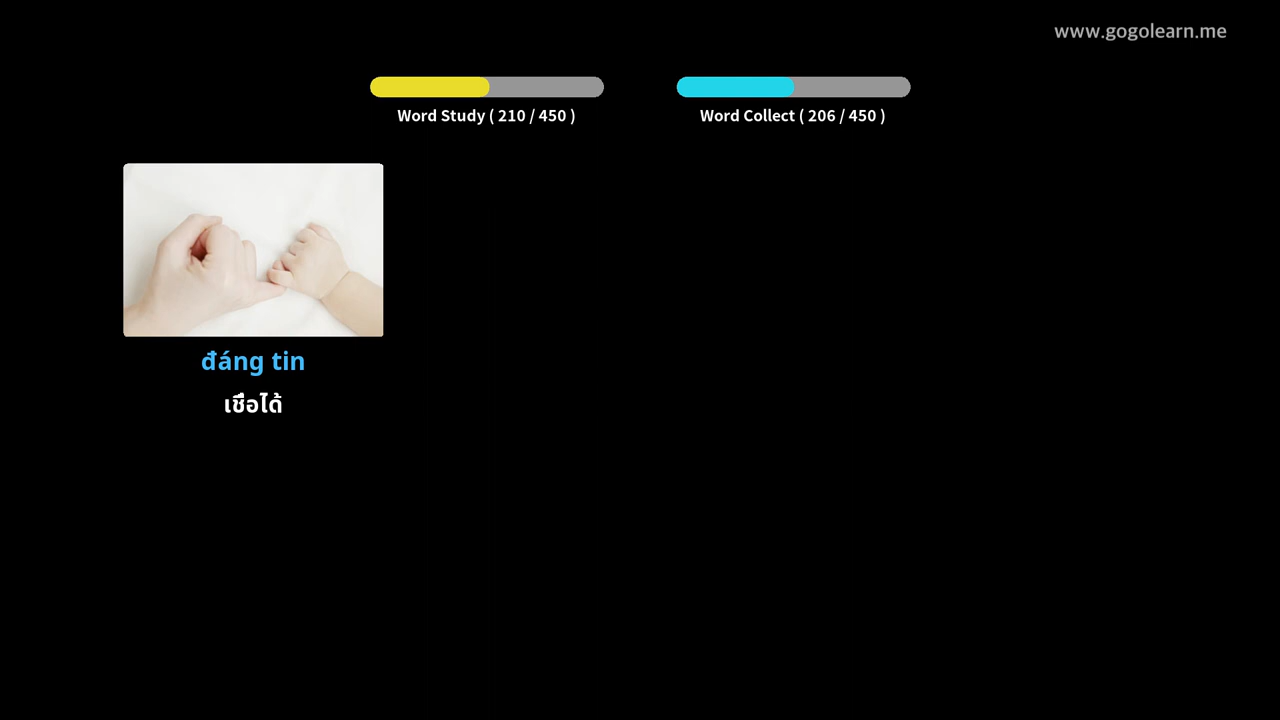 www.gogolearn.me
Word Study ( 210 / 450 )
Word Collect ( 206 / 450 )
đáng tin
เชื่อได้